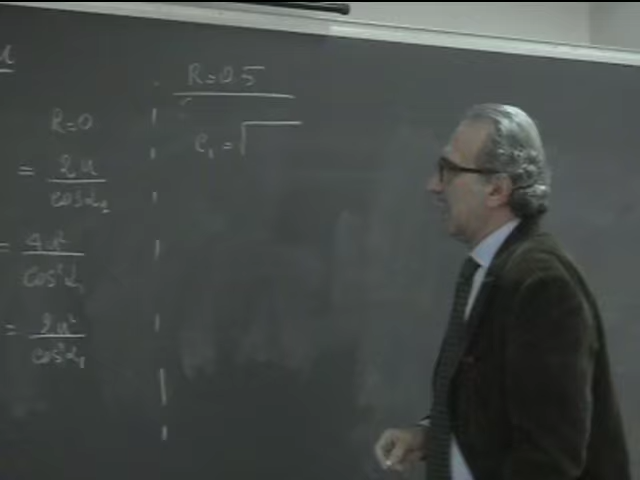 u
R=0
= 2u / cosα₂
= 4u² / cos²α₁
= 2u² / cos²α₁
R=0.5
c₁ = √